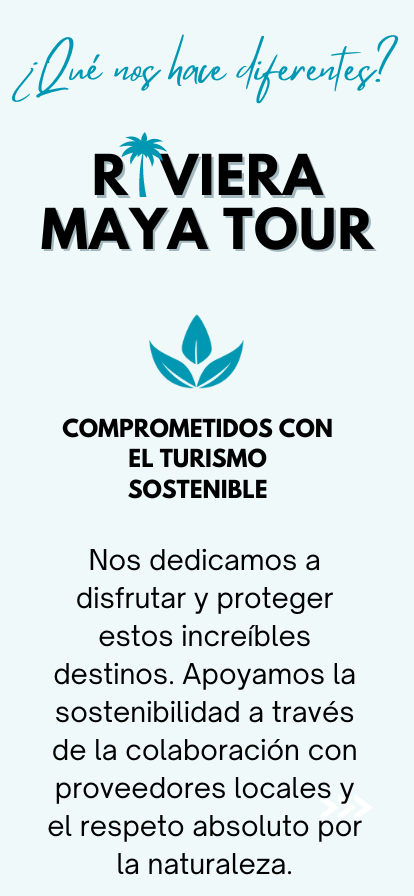 ¿Qué nos hace diferentes?
RIVIERA
MAYA TOUR
COMPROMETIDOS CON
EL TURISMO
SOSTENIBLE
Nos dedicamos a
disfrutar y proteger
estos increíbles
destinos. Apoyamos la
sostenibilidad a través
de la colaboración con
proveedores locales y
el respeto absoluto por
la naturaleza.